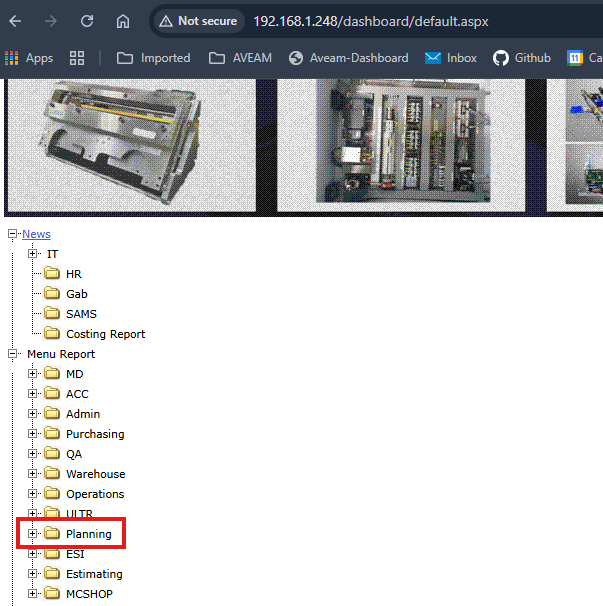 Not secure 192.168.1.248/dashboard/default.aspx
Apps Imported AVEAM Aveam-Dashboard Inbox Github 11 Ca
News
IT
HR
Gab
SAMS
Costing Report
Menu Report
MD
ACC
Admin
Purchasing
QA
Warehouse
Operations
ULTR
Planning
ESI
Estimating
MCSHOP